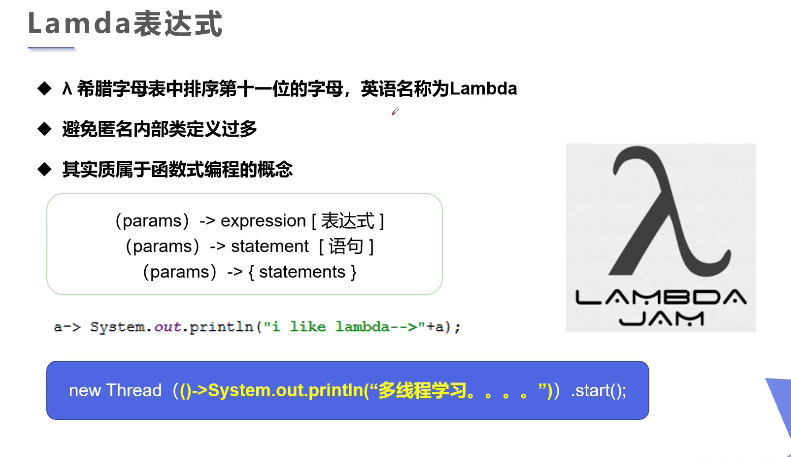 Lamda表达式
λ 希腊字母表中排序第十一位的字母，英语名称为Lambda
避免匿名内部类定义过多
其实质属于函数式编程的概念
（params）-> expression [ 表达式 ]
（params）-> statement [ 语句 ]
（params）-> { statements }
λ
LAMBDA
JAM
a-> System.out.println("i like lambda-->"+a);
new Thread（()->System.out.println(“多线程学习。。。。”)）.start();